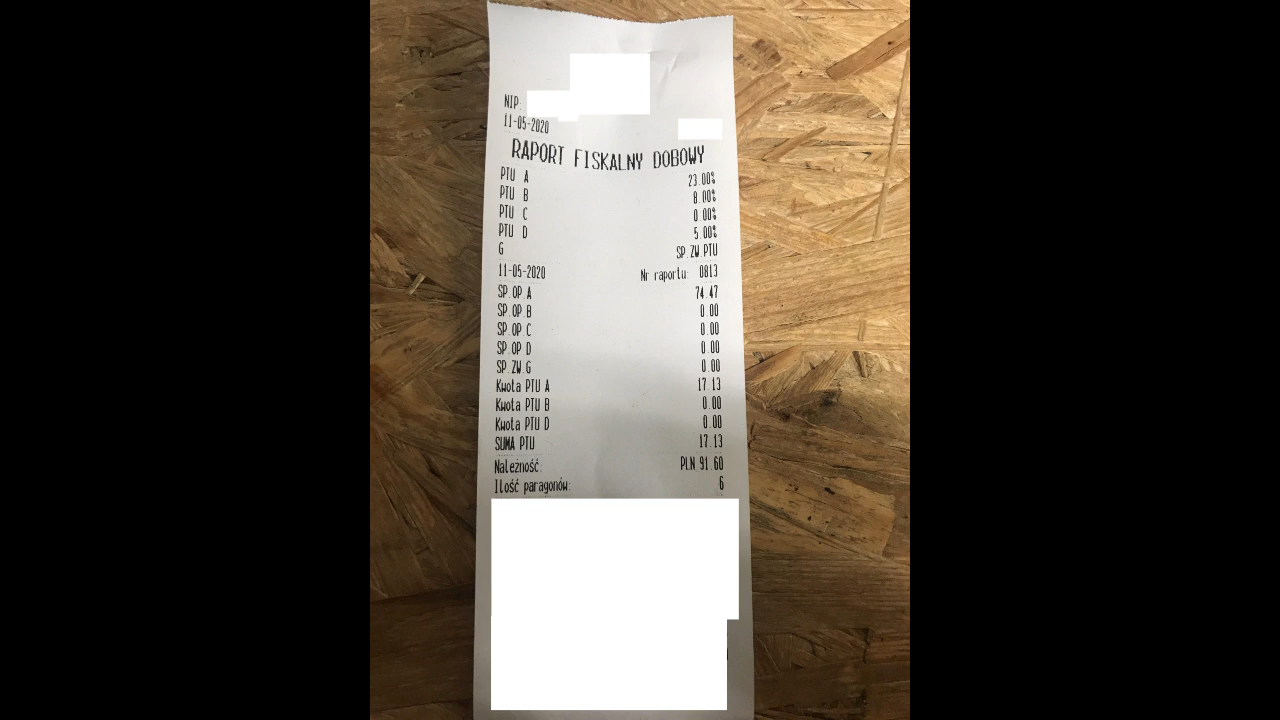 NIP:
11-05-2020
RAPORT FISKALNY DOBOWY
PTU A 23.00%
PTU B 8.00%
PTU C 0.00%
PTU D 5.00%
G SP.ZW.PTU
11-05-2020 Nr raportu: 0813
SP.OP.A 74.47
SP.OP.B 0.00
SP.OP.C 0.00
SP.OP.D 0.00
SP.ZW.G 0.00
Kwota PTU A 17.13
Kwota PTU B 0.00
Kwota PTU D 0.00
SUMA PTU 17.13
Należność: PLN 91.60
Ilość paragonów: 6